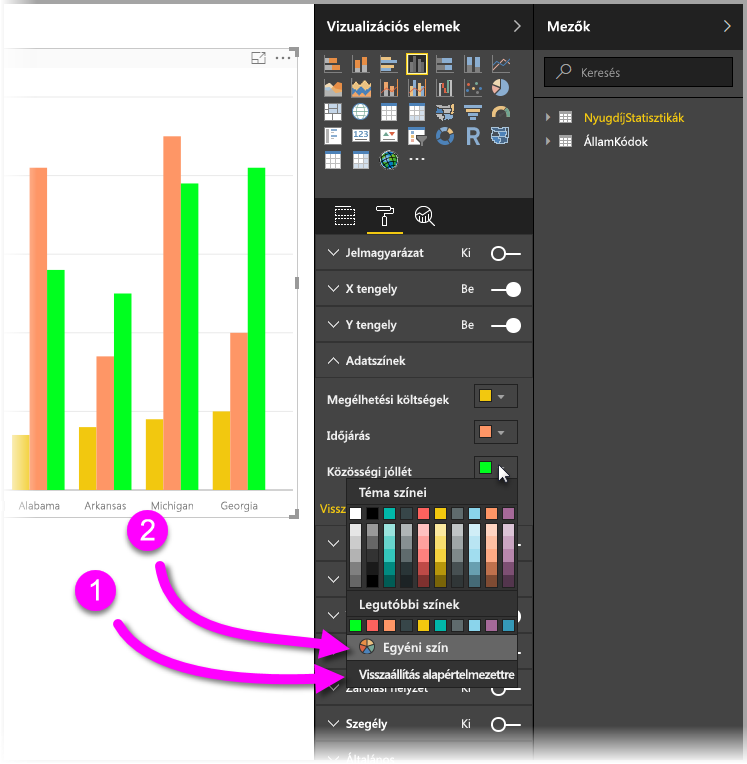 Vizualizációs elemek
Mezők
Keresés
NyugdíjStatisztikák
ÁllamKódok
123
R
Jelmagyarázat Ki
X tengely Be
Y tengely Be
Adatszínek
Megélhetési költségek
Időjárás
Közösségi jóllét
Téma színei
Vissz
Legutóbbi színek
Egyéni szín
Visszaállítás alapértelmezettre
Zárolási helyzet Ki
Szegély Ki
Általános
Alabama Arkansas Michigan Georgia
2
1